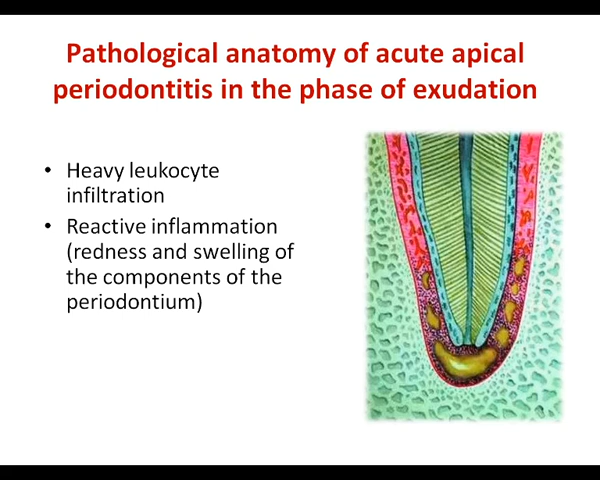 Pathological anatomy of acute apical
periodontitis in the phase of exudation
• Heavy leukocyte
infiltration
• Reactive inflammation
(redness and swelling of
the components of the
periodontium)